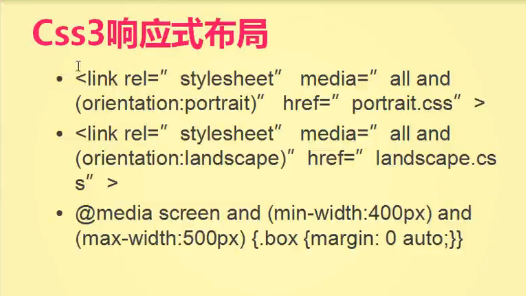 Css3响应式布局
• <link rel=” stylesheet” media=” all and
(orientation:portrait)” href=” portrait.css” >
• <link rel=” stylesheet” media=” all and
(orientation:landscape)” href=” landscape.cs
s” >
• @media screen and (min-width:400px) and
(max-width:500px) {.box {margin: 0 auto;}}